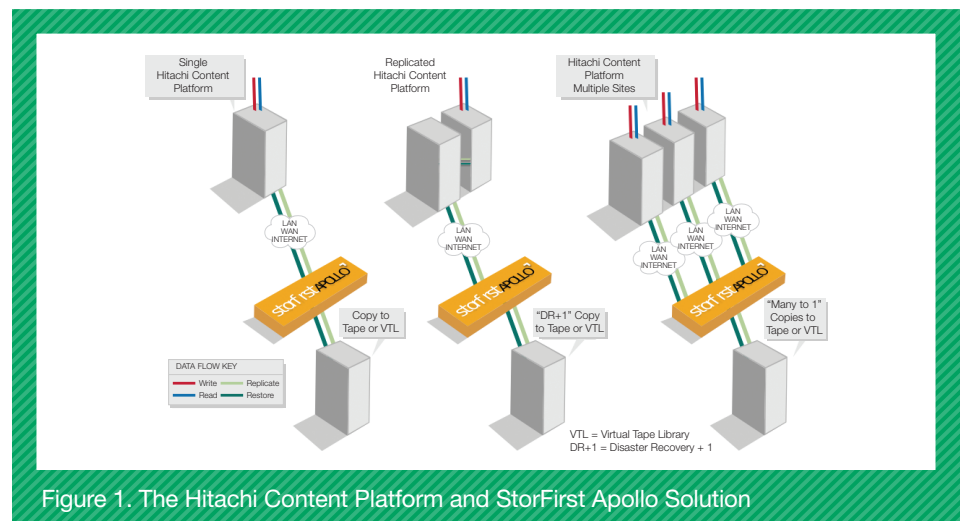 Single
Hitachi Content
Platform
Replicated
Hitachi Content
Platform
Hitachi Content
Platform
Multiple Sites
LAN
WAN
INTERNET
LAN
WAN
INTERNET
LAN
WAN
INTERNET
LAN
WAN
INTERNET
LAN
WAN
INTERNET
storfirst APOLLO
storfirst APOLLO
storfirst APOLLO
Copy to
Tape or VTL
"DR+1" Copy
to Tape or VTL
"Many to 1"
Copies to
Tape or VTL
DATA FLOW KEY
Write Replicate
Read Restore
VTL = Virtual Tape Library
DR+1 = Disaster Recovery + 1
Figure 1. The Hitachi Content Platform and StorFirst Apollo Solution